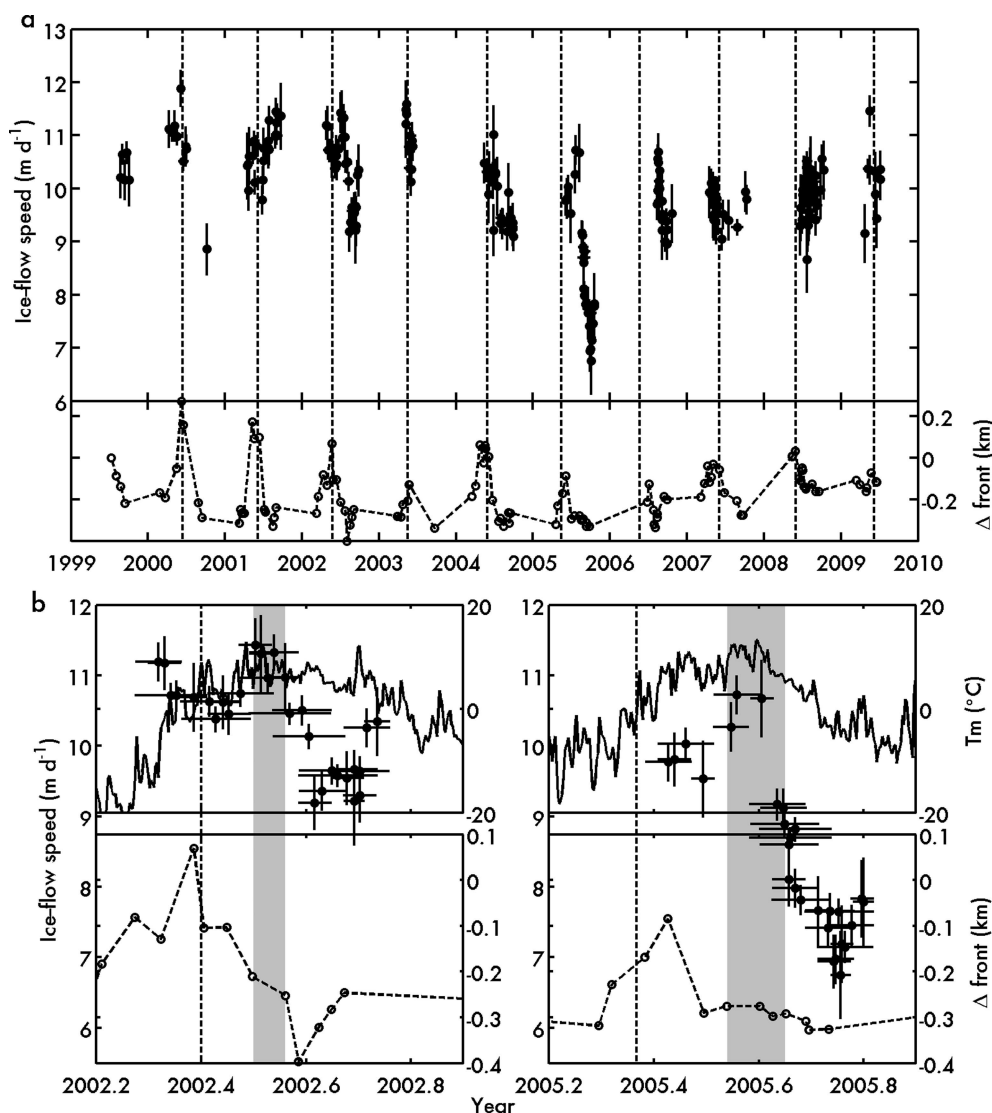 a
13
12
11
10
9
8
7
6
Ice-flow speed (m d⁻¹)
0.2
0
-0.2
Δ front (km)
1999 2000 2001 2002 2003 2004 2005 2006 2007 2008 2009 2010
b
12
11
10
9
8
7
6
Ice-flow speed (m d⁻¹)
20
0
-20
Tm (°C)
0.1
0
-0.1
-0.2
-0.3
-0.4
Δ front (km)
2002.2 2002.4 2002.6 2002.8 2005.2 2005.4 2005.6 2005.8
Year